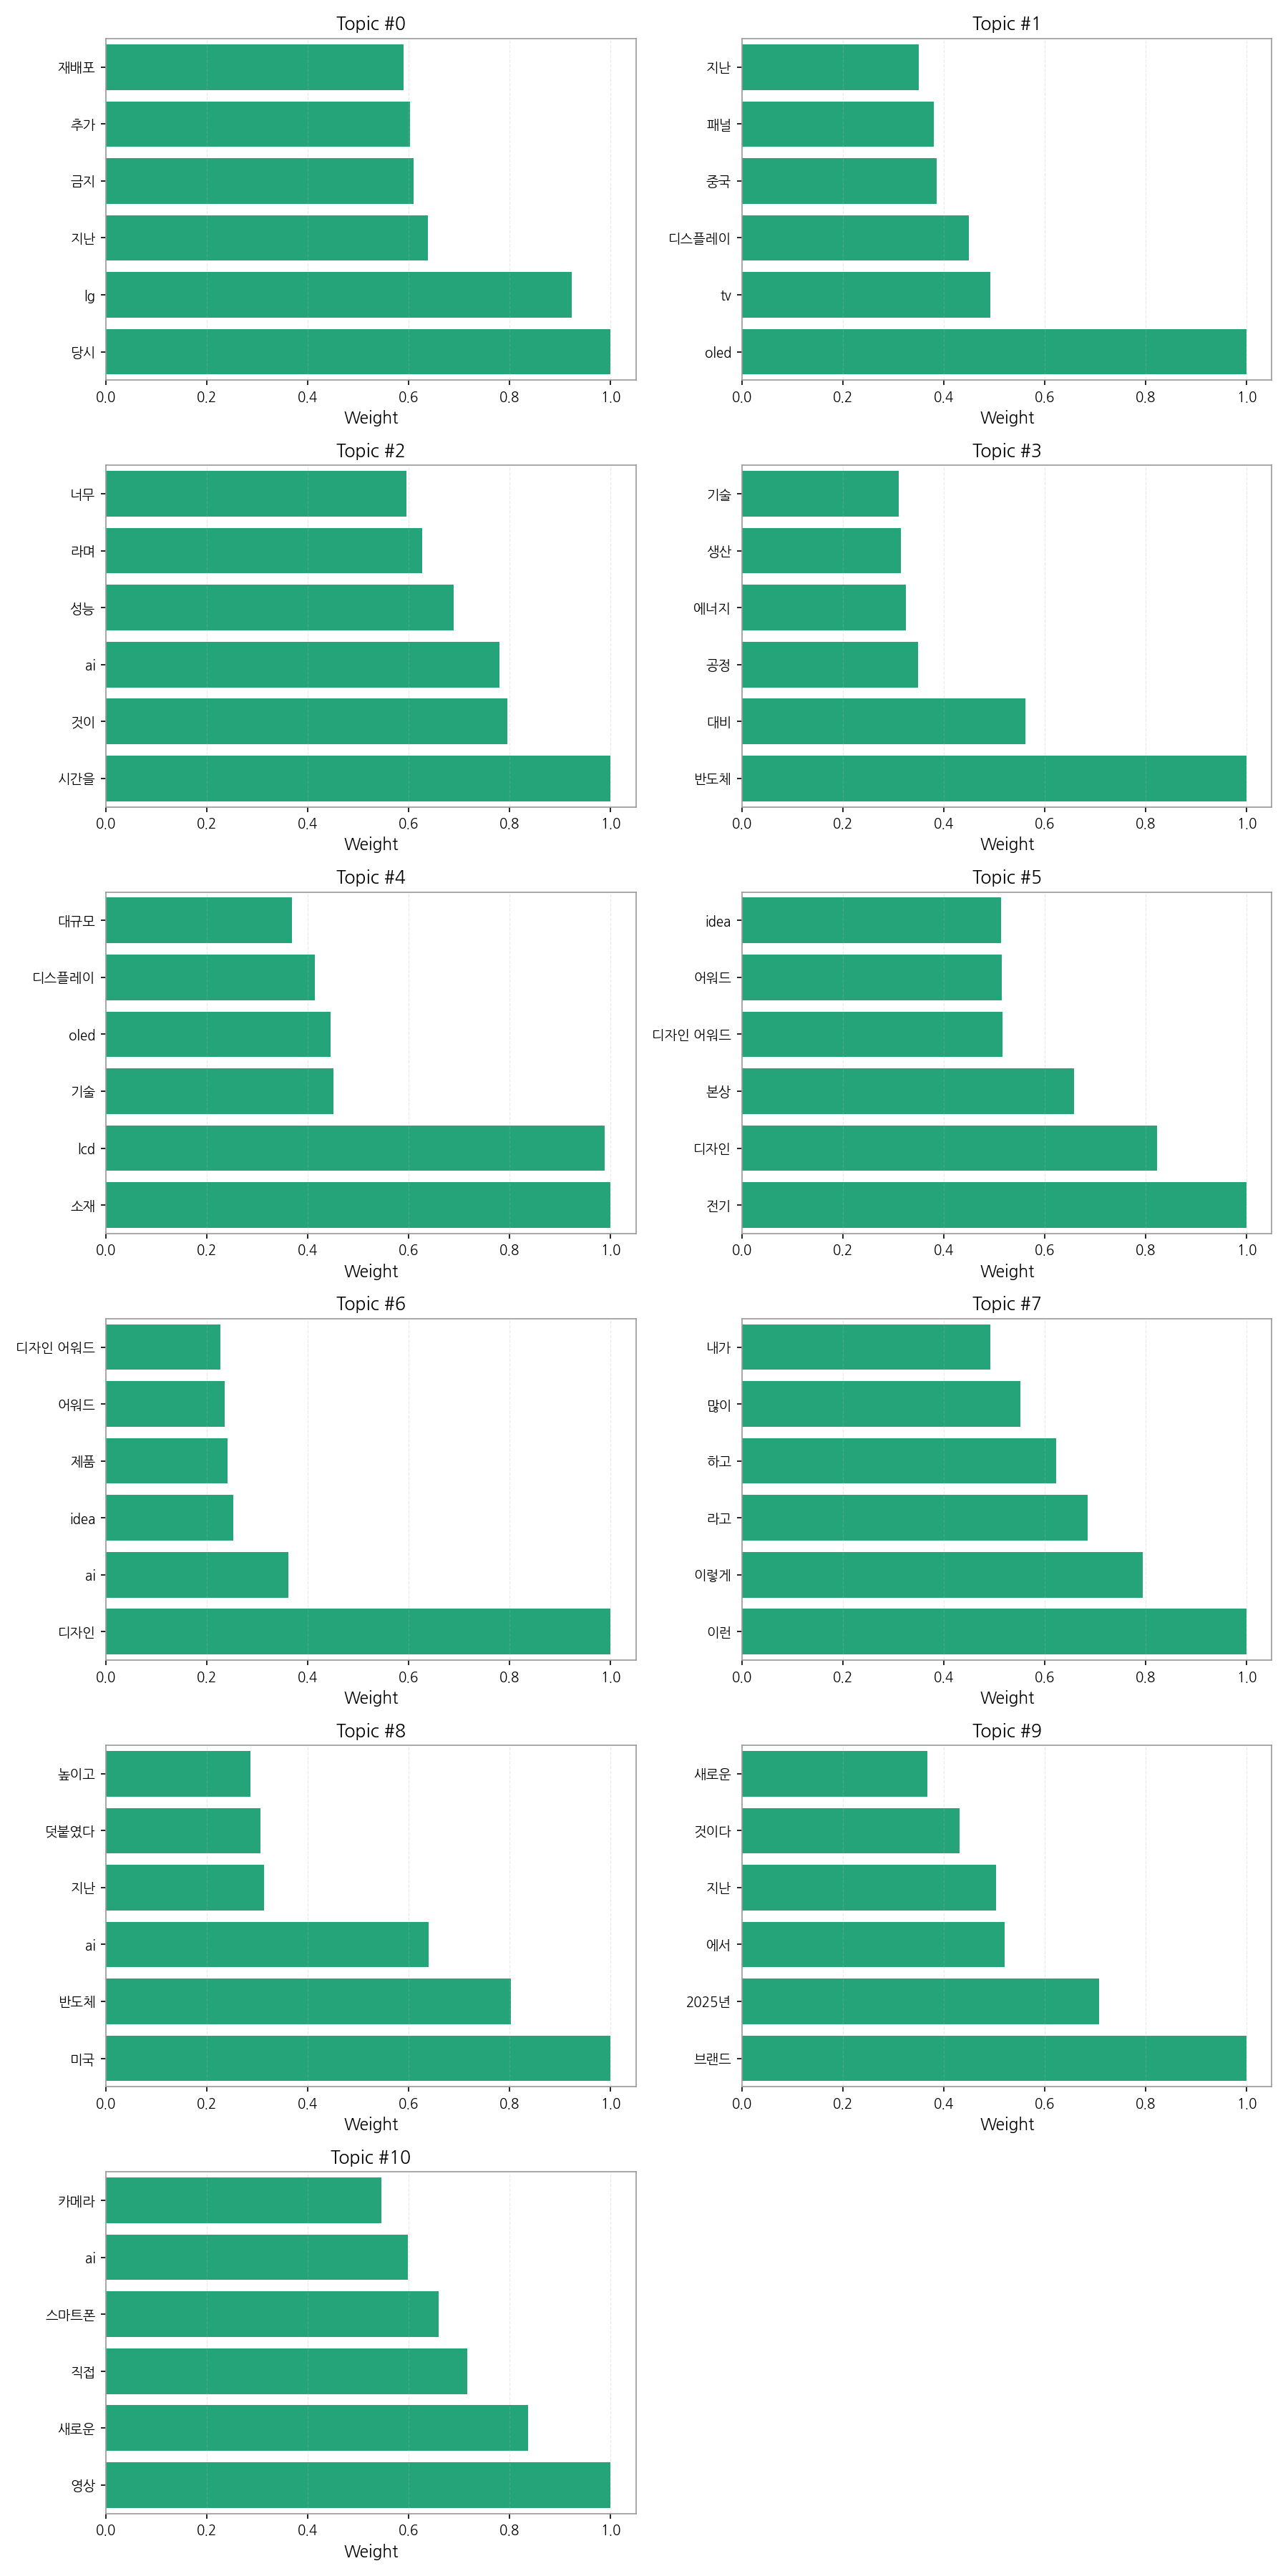 Topic #0
재배포
추가
금지
지난
lg
당시
0.0 0.2 0.4 0.6 0.8 1.0
Weight
Topic #1
지난
패널
중국
디스플레이
tv
oled
0.0 0.2 0.4 0.6 0.8 1.0
Weight
Topic #2
너무
라며
성능
ai
것이
시간을
0.0 0.2 0.4 0.6 0.8 1.0
Weight
Topic #3
기술
생산
에너지
공정
대비
반도체
0.0 0.2 0.4 0.6 0.8 1.0
Weight
Topic #4
대규모
디스플레이
oled
기술
lcd
소재
0.0 0.2 0.4 0.6 0.8 1.0
Weight
Topic #5
idea
어워드
디자인 어워드
본상
디자인
전기
0.0 0.2 0.4 0.6 0.8 1.0
Weight
Topic #6
디자인 어워드
어워드
제품
idea
ai
디자인
0.0 0.2 0.4 0.6 0.8 1.0
Weight
Topic #7
내가
많이
하고
라고
이렇게
이런
0.0 0.2 0.4 0.6 0.8 1.0
Weight
Topic #8
높이고
덧붙였다
지난
ai
반도체
미국
0.0 0.2 0.4 0.6 0.8 1.0
Weight
Topic #9
새로운
것이다
지난
에서
2025년
브랜드
0.0 0.2 0.4 0.6 0.8 1.0
Weight
Topic #10
카메라
ai
스마트폰
직접
새로운
영상
0.0 0.2 0.4 0.6 0.8 1.0
Weight